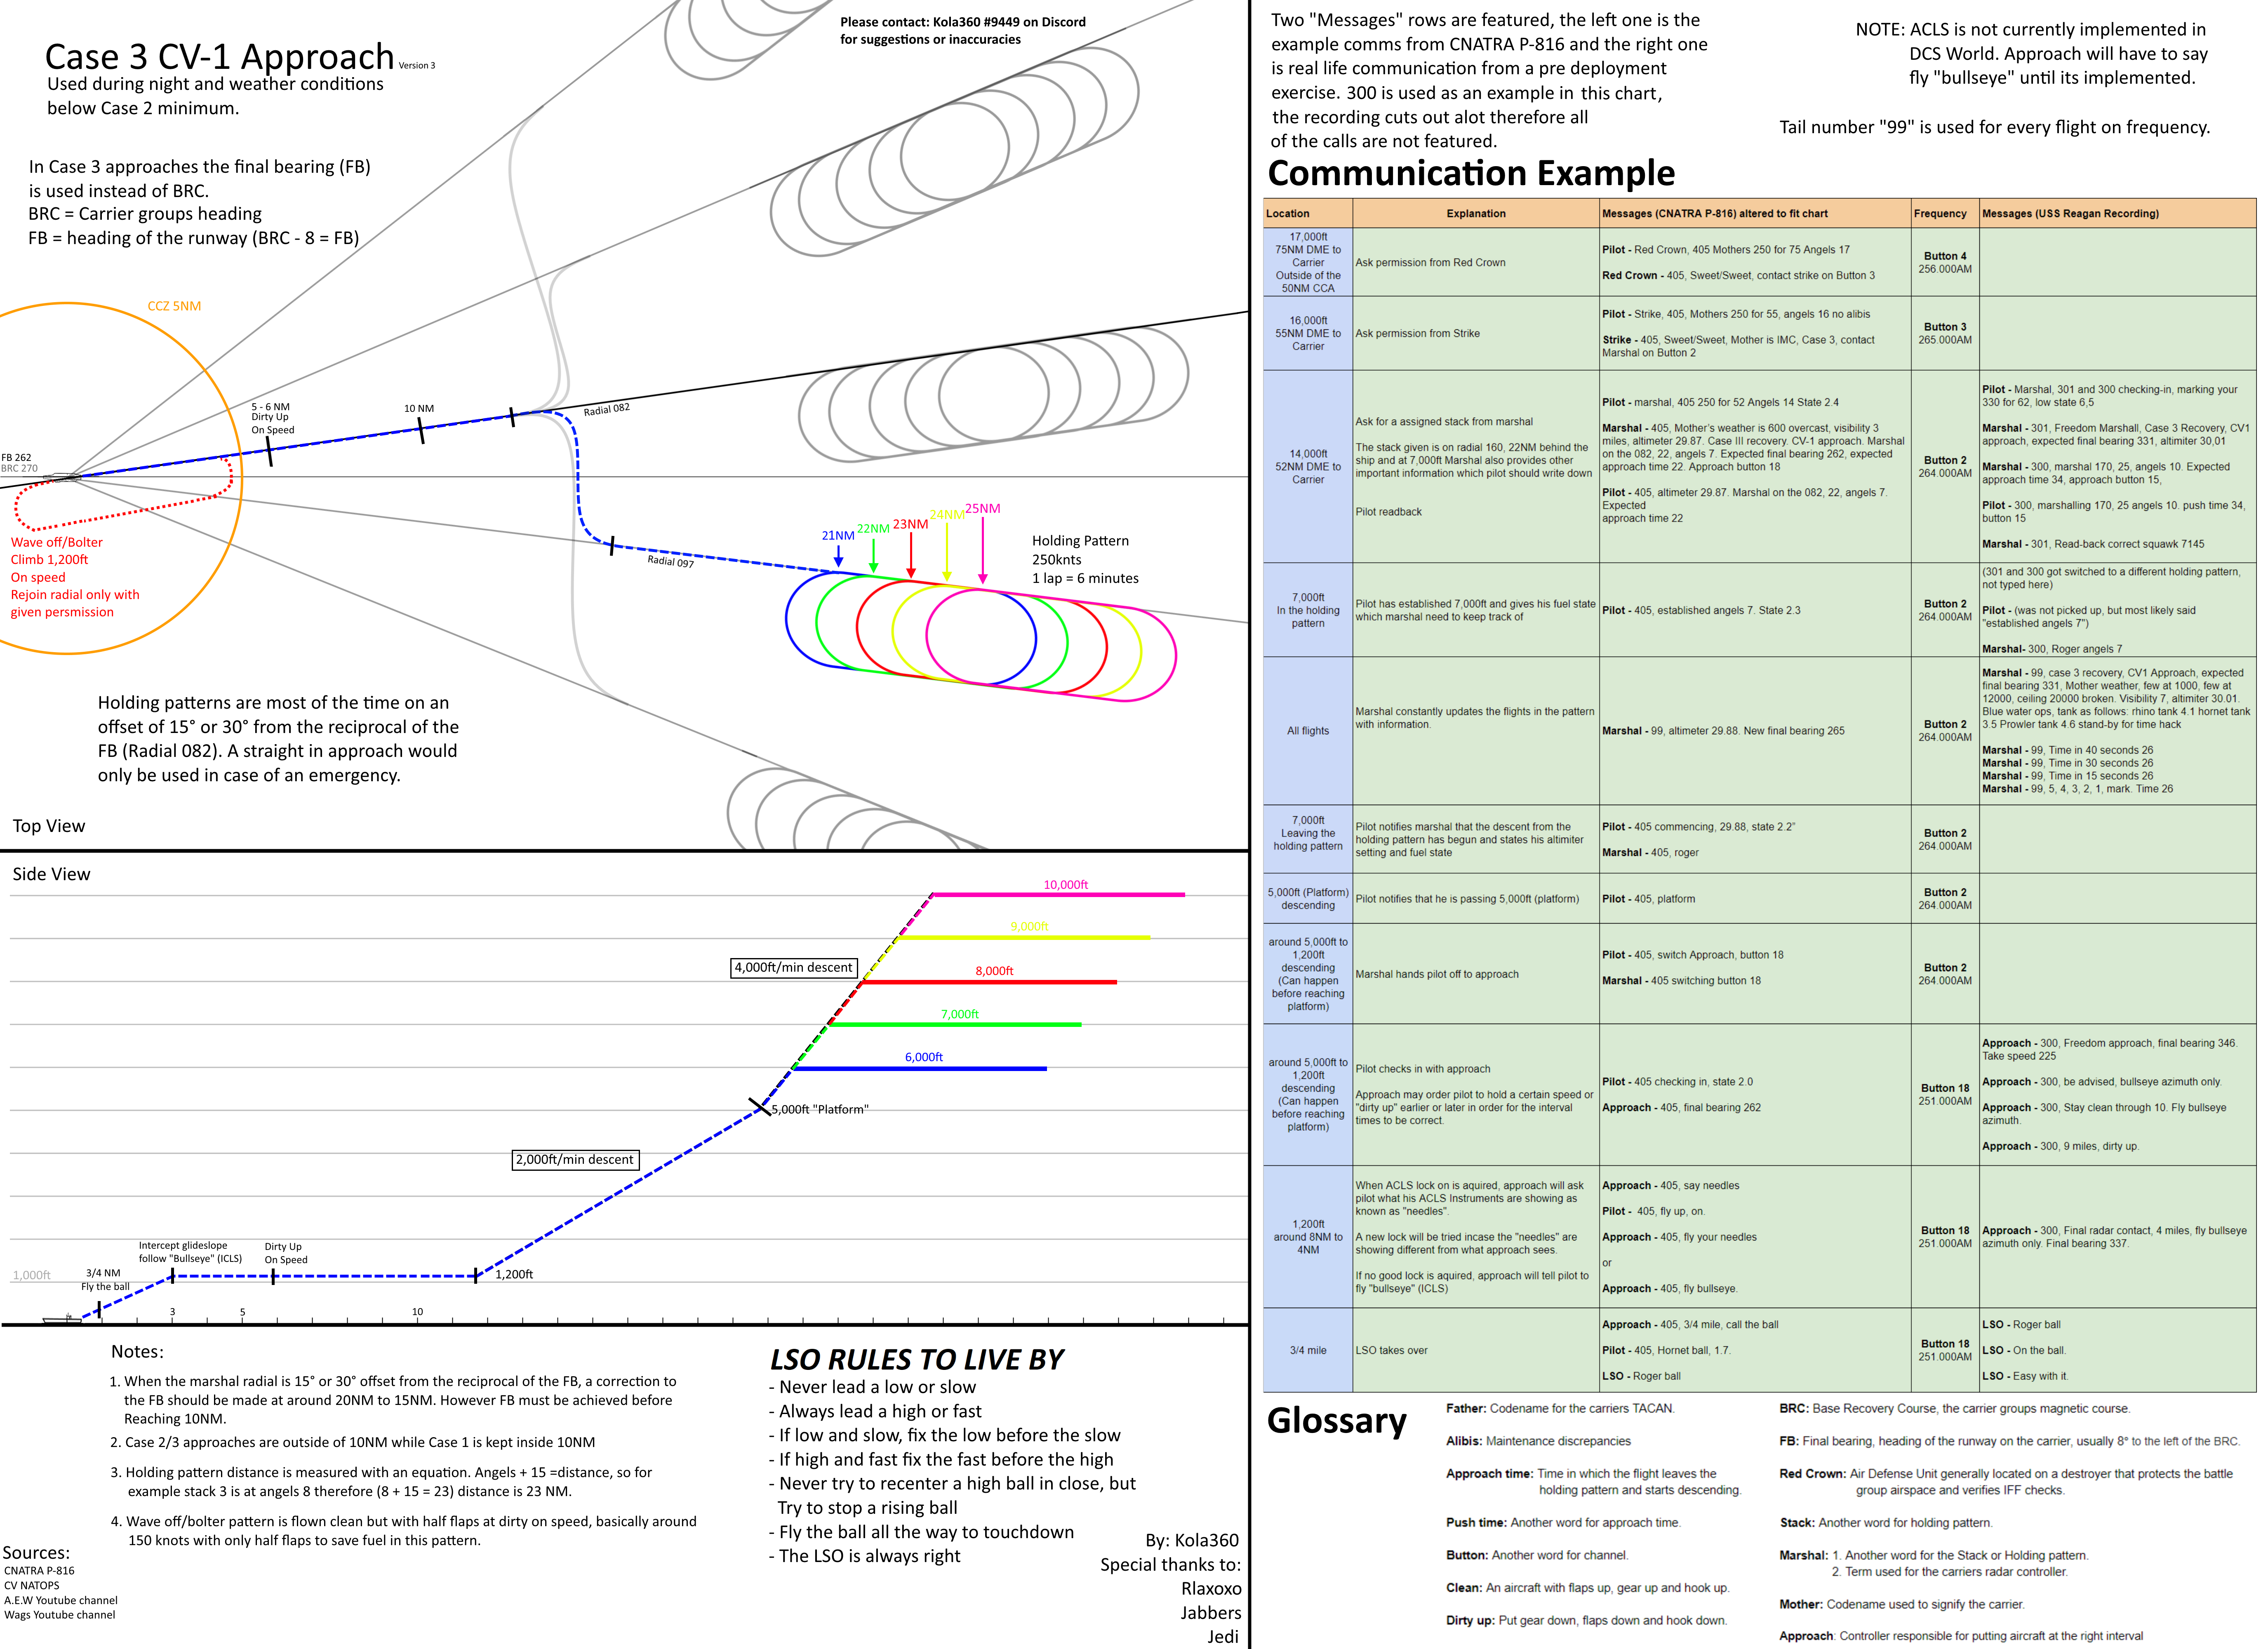 Case 3 CV-1 Approach Version 3
Used during night and weather conditions
below Case 2 minimum.
Please contact: Kola360 #9449 on Discord
for suggestions or inaccuracies
In Case 3 approaches the final bearing (FB)
is used instead of BRC.
BRC = Carrier groups heading
FB = heading of the runway (BRC - 8 = FB)
CCZ 5NM
5 - 6 NM
Dirty Up
On Speed
10 NM
Radial 082
FB 262
BRC 270
Wave off/Bolter
Climb 1,200ft
On speed
Rejoin radial only with
given persmission
Radial 097
21NM
22NM
23NM
24NM
25NM
Holding Pattern
250knts
1 lap = 6 minutes
Holding patterns are most of the time on an
offset of 15° or 30° from the reciprocal of the
FB (Radial 082). A straight in approach would
only be used in case of an emergency.
Top View
Side View
10,000ft
9,000ft
4,000ft/min descent
8,000ft
7,000ft
6,000ft
5,000ft "Platform"
2,000ft/min descent
Intercept glideslope
follow "Bullseye" (ICLS)
Dirty Up
On Speed
1,000ft
3/4 NM
Fly the ball
1,200ft
3
5
10
Notes:
1. When the marshal radial is 15° or 30° offset from the reciprocal of the FB, a correction to
the FB should be made at around 20NM to 15NM. However FB must be achieved before
Reaching 10NM.
2. Case 2/3 approaches are outside of 10NM while Case 1 is kept inside 10NM
3. Holding pattern distance is measured with an equation. Angels + 15 =distance, so for
example stack 3 is at angels 8 therefore (8 + 15 = 23) distance is 23 NM.
4. Wave off/bolter pattern is flown clean but with half flaps at dirty on speed, basically around
150 knots with only half flaps to save fuel in this pattern.
Sources:
CNATRA P-816
CV NATOPS
A.E.W Youtube channel
Wags Youtube channel
LSO RULES TO LIVE BY
- Never lead a low or slow
- Always lead a high or fast
- If low and slow, fix the low before the slow
- If high and fast fix the fast before the high
- Never try to recenter a high ball in close, but
Try to stop a rising ball
- Fly the ball all the way to touchdown
- The LSO is always right
By: Kola360
Special thanks to:
Rlaxoxo
Jabbers
Jedi
Two "Messages" rows are featured, the left one is the
example comms from CNATRA P-816 and the right one
is real life communication from a pre deployment
exercise. 300 is used as an example in this chart,
the recording cuts out alot therefore all
of the calls are not featured.
NOTE: ACLS is not currently implemented in
DCS World. Approach will have to say
fly "bullseye" until its implemented.
Tail number "99" is used for every flight on frequency.
Communication Example
Location
Explanation
Messages (CNATRA P-816) altered to fit chart
Frequency
Messages (USS Reagan Recording)
17,000ft
75NM DME to
Carrier
Outside of the
50NM CCA
Ask permission from Red Crown
Pilot - Red Crown, 405 Mothers 250 for 75 Angels 17
Red Crown - 405, Sweet/Sweet, contact strike on Button 3
Button 4
256.000AM
16,000ft
55NM DME to
Carrier
Ask permission from Strike
Pilot - Strike, 405, Mothers 250 for 55, angels 16 no alibis
Strike - 405, Sweet/Sweet, Mother is IMC, Case 3, contact
Marshal on Button 2
Button 3
265.000AM
14,000ft
52NM DME to
Carrier
Ask for a assigned stack from marshal
The stack given is on radial 160, 22NM behind the
ship and at 7,000ft Marshal also provides other
important information which pilot should write down
Pilot readback
Pilot - marshal, 405 250 for 52 Angels 14 State 2.4
Marshal - 405, Mother's weather is 600 overcast, visibility 3
miles, altimeter 29.87. Case III recovery. CV-1 approach. Marshal
on the 082, 22, angels 7. Expected final bearing 262, expected
approach time 22. Approach button 18
Pilot - 405, altimeter 29.87. Marshal on the 082, 22, angels 7.
Expected
approach time 22
Button 2
264.000AM
Pilot - Marshal, 301 and 300 checking-in, marking your
330 for 62, low state 6,5
Marshal - 301, Freedom Marshall, Case 3 Recovery, CV1
approach, expected final bearing 331, altimiter 30,01
Marshal - 300, marshal 170, 25, angels 10. Expected
approach time 34, approach button 15,
Pilot - 300, marshalling 170, 25 angels 10. push time 34,
button 15
Marshal - 301, Read-back correct squawk 7145
7,000ft
In the holding
pattern
Pilot has established 7,000ft and gives his fuel state
which marshal need to keep track of
Pilot - 405, established angels 7. State 2.3
Button 2
264.000AM
(301 and 300 got switched to a different holding pattern,
not typed here)
Pilot - (was not picked up, but most likely said
"established angels 7")
Marshal- 300, Roger angels 7
All flights
Marshal constantly updates the flights in the pattern
with information.
Marshal - 99, altimeter 29.88. New final bearing 265
Button 2
264.000AM
Marshal - 99, case 3 recovery, CV1 Approach, expected
final bearing 331, Mother weather, few at 1000, few at
12000, ceiling 20000 broken. Visibility 7, altimiter 30.01.
Blue water ops, tank as follows: rhino tank 4.1 hornet tank
3.5 Prowler tank 4.6 stand-by for time hack
Marshal - 99, Time in 40 seconds 26
Marshal - 99, Time in 30 seconds 26
Marshal - 99, Time in 15 seconds 26
Marshal - 99, 5, 4, 3, 2, 1, mark. Time 26
7,000ft
Leaving the
holding pattern
Pilot notifies marshal that the descent from the
holding pattern has begun and states his altimiter
setting and fuel state
Pilot - 405 commencing, 29.88, state 2.2"
Marshal - 405, roger
Button 2
264.000AM
5,000ft (Platform)
descending
Pilot notifies that he is passing 5,000ft (platform)
Pilot - 405, platform
Button 2
264.000AM
around 5,000ft to
1,200ft
descending
(Can happen
before reaching
platform)
Marshal hands pilot off to approach
Pilot - 405, switch Approach, button 18
Marshal - 405 switching button 18
Button 2
264.000AM
around 5,000ft to
1,200ft
descending
(Can happen
before reaching
platform)
Pilot checks in with approach
Approach may order pilot to hold a certain speed or
"dirty up" earlier or later in order for the interval
times to be correct.
Pilot - 405 checking in, state 2.0
Approach - 405, final bearing 262
Button 18
251.000AM
Approach - 300, Freedom approach, final bearing 346.
Take speed 225
Approach - 300, be advised, bullseye azimuth only.
Approach - 300, Stay clean through 10. Fly bullseye
azimuth.
Approach - 300, 9 miles, dirty up.
1,200ft
around 8NM to
4NM
When ACLS lock on is aquired, approach will ask
pilot what his ACLS Instruments are showing as
known as "needles".
A new lock will be tried incase the "needles" are
showing different from what approach sees.
If no good lock is aquired, approach will tell pilot to
fly "bullseye" (ICLS)
Approach - 405, say needles
Pilot - 405, fly up, on.
Approach - 405, fly your needles
or
Approach - 405, fly bullseye.
Button 18
251.000AM
Approach - 300, Final radar contact, 4 miles, fly bullseye
azimuth only. Final bearing 337.
3/4 mile
LSO takes over
Approach - 405, 3/4 mile, call the ball
Pilot - 405, Hornet ball, 1.7.
LSO - Roger ball
Button 18
251.000AM
LSO - Roger ball
LSO - On the ball.
LSO - Easy with it.
Glossary
Father: Codename for the carriers TACAN.
Alibis: Maintenance discrepancies
Approach time: Time in which the flight leaves the
holding pattern and starts descending.
Push time: Another word for approach time.
Button: Another word for channel.
Clean: An aircraft with flaps up, gear up and hook up.
Dirty up: Put gear down, flaps down and hook down.
BRC: Base Recovery Course, the carrier groups magnetic course.
FB: Final bearing, heading of the runway on the carrier, usually 8° to the left of the BRC.
Red Crown: Air Defense Unit generally located on a destroyer that protects the battle
group airspace and verifies IFF checks.
Stack: Another word for holding pattern.
Marshal: 1. Another word for the Stack or Holding pattern.
2. Term used for the carriers radar controller.
Mother: Codename used to signify the carrier.
Approach: Controller responsible for putting aircraft at the right interval